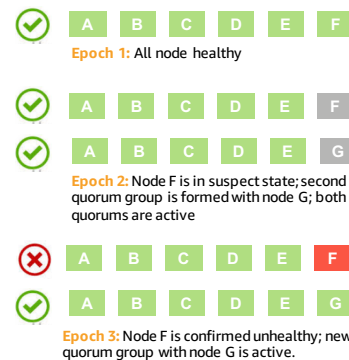 A B C D E F
Epoch 1: All node healthy
A B C D E F
A B C D E G
Epoch 2: Node F is in suspect state; second
quorum group is formed with node G; both
quorums are active
A B C D E F
A B C D E G
Epoch 3: Node F is confirmed unhealthy; new
quorum group with node G is active.